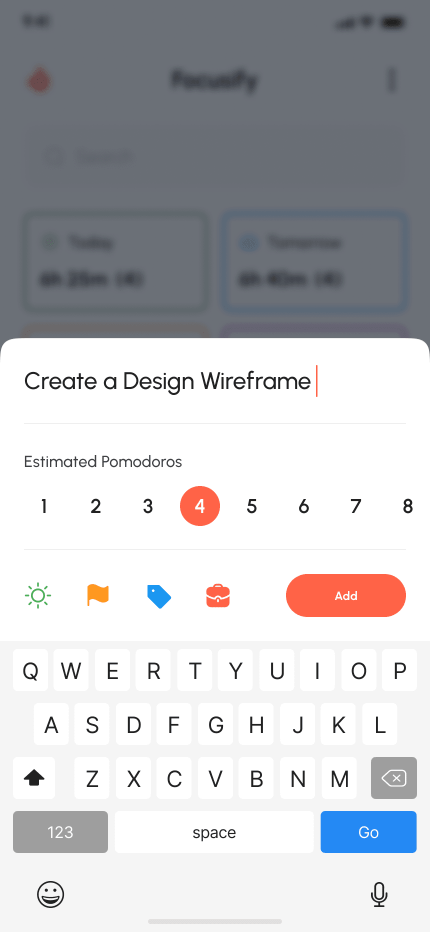 9:41
Focusify
Search
Today
Tomorrow
6h 25m (4)
6h 40m (4)
Create a Design Wireframe
Estimated Pomodoros
1 2 3 4 5 6 7 8
Add
Q W E R T Y U I O P
A S D F G H J K L
Z X C V B N M
123 space Go